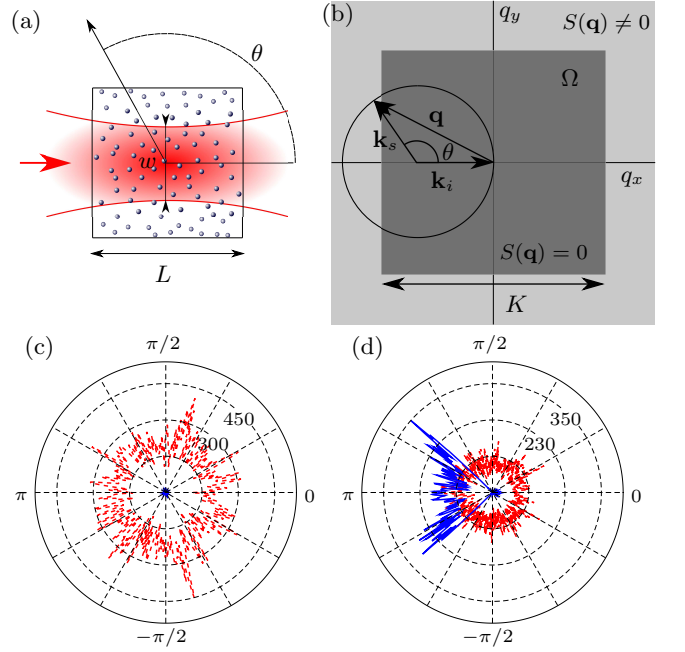 (a)
θ
w
L
(b)
q_y
S(q) ≠ 0
Ω
q
k_s
θ
k_i
q_x
S(q) = 0
K
(c)
π/2
450
300
π
0
−π/2
(d)
π/2
350
230
π
0
−π/2